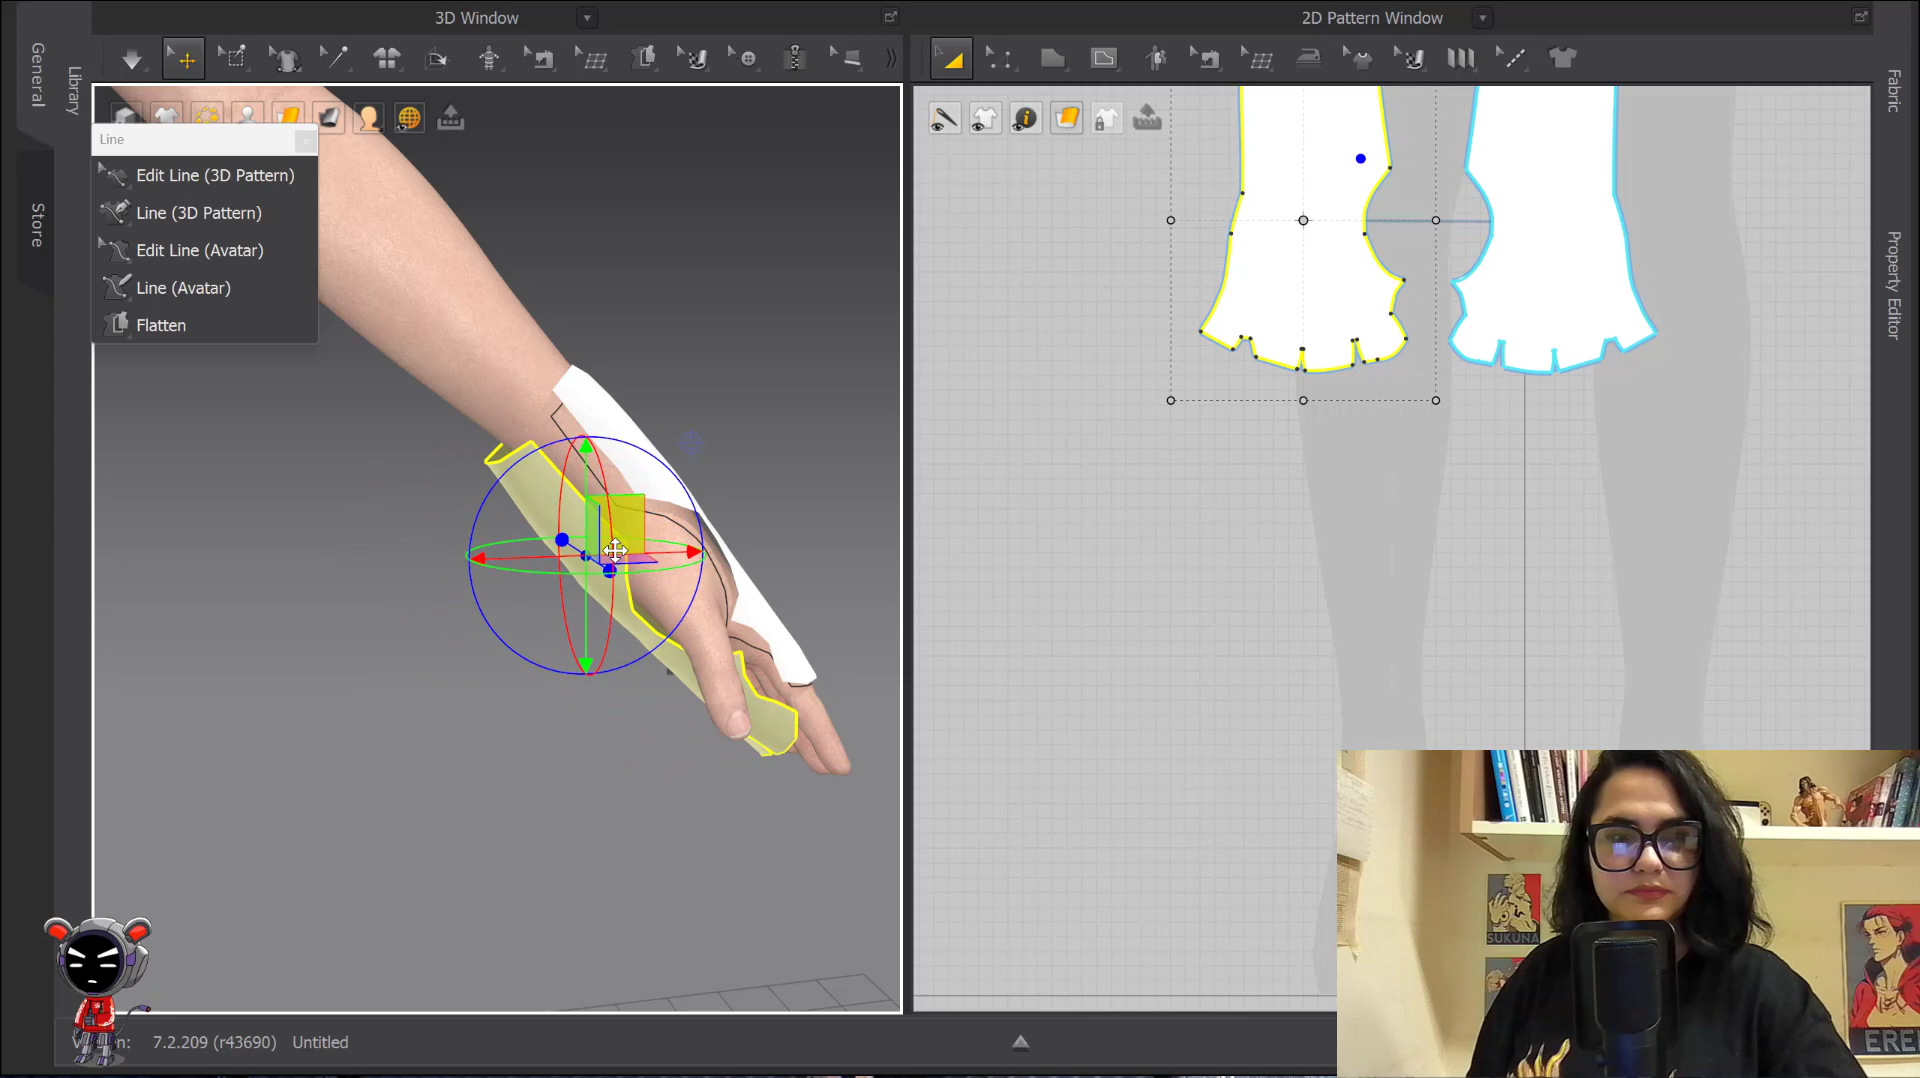 3D Window
2D Pattern Window
General
Library
Store
Line
Edit Line (3D Pattern)
Line (3D Pattern)
Edit Line (Avatar)
Line (Avatar)
Flatten
Fabric
Property Editor
7.2.209 (r43690) Untitled
SUKUNA